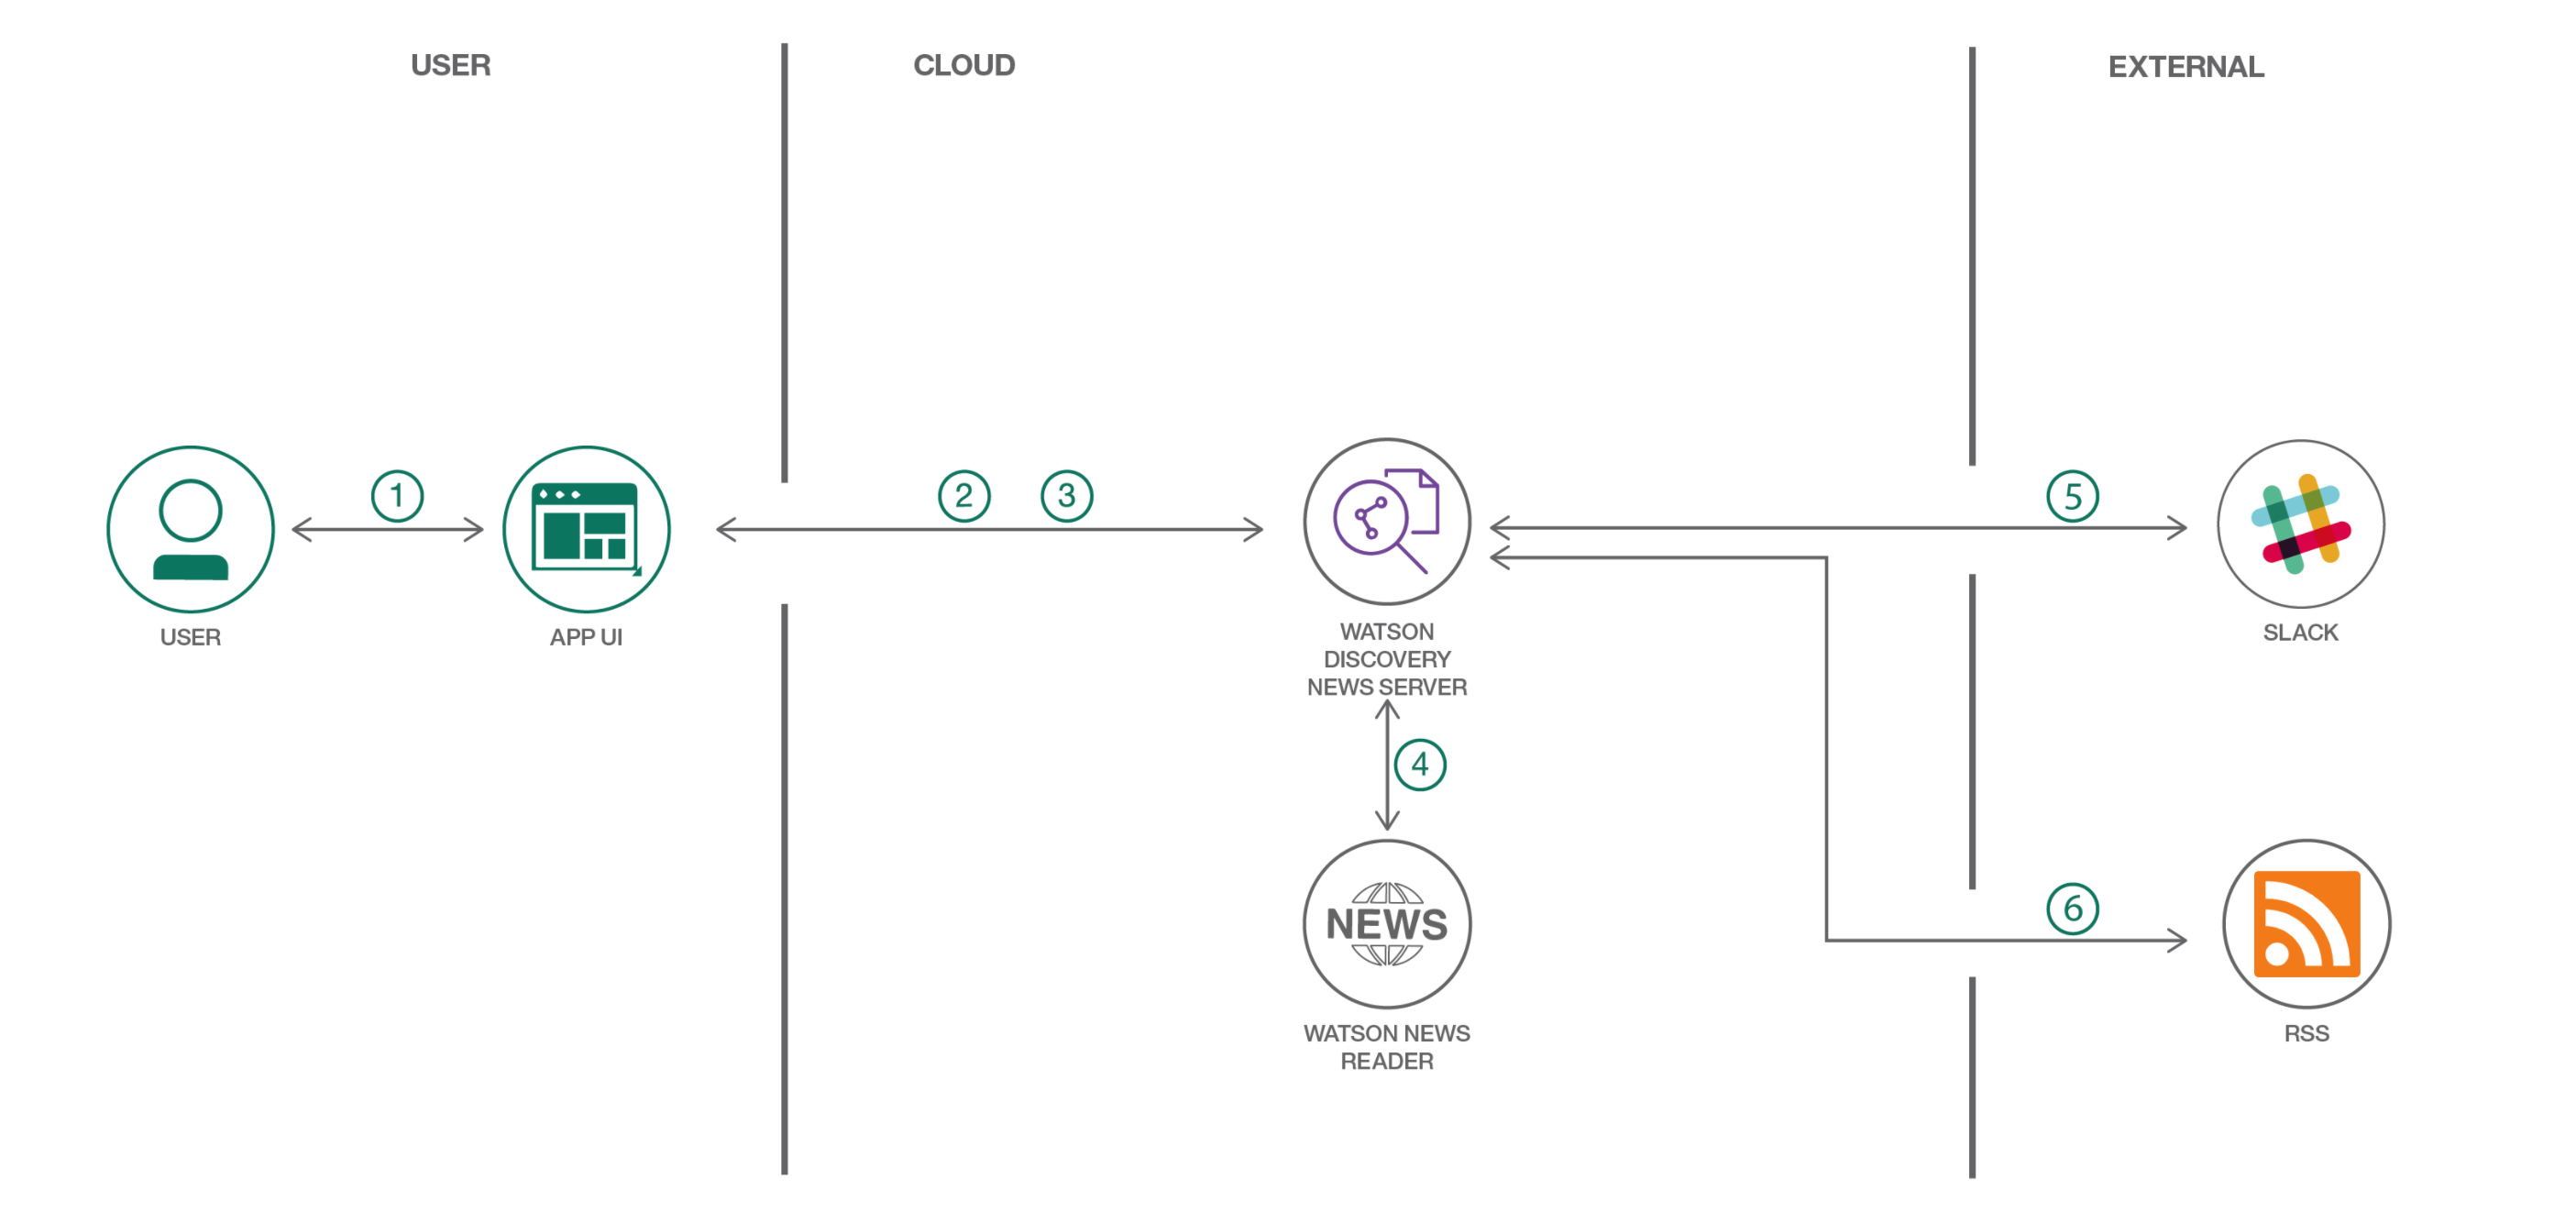 USER
CLOUD
EXTERNAL
1
2
3
5
USER
APP UI
WATSON
DISCOVERY
NEWS SERVER
SLACK
4
6
NEWS
WATSON NEWS
READER
RSS